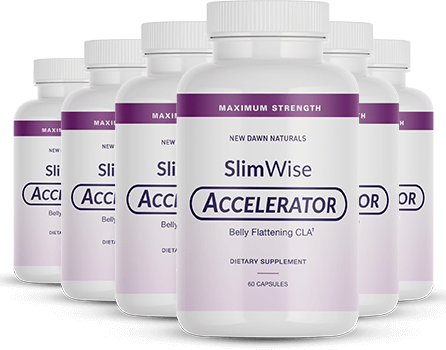 MAXIMUM STRENGTH
NEW DAWN NATURALS
SlimWise
ACCELERATOR
Belly Flattening CLA†
DIETARY SUPPLEMENT
60 CAPSULES